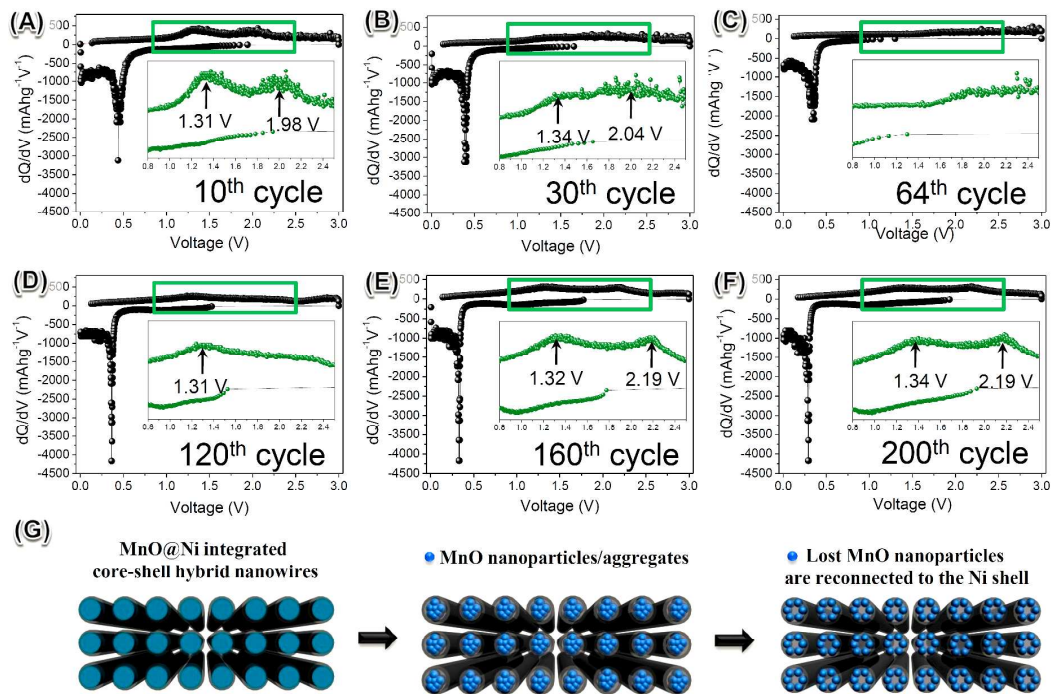 (A)
dQ/dV (mAhg⁻¹V⁻¹)
500
0
-500
-1000
-1500
-2000
-2500
-3000
-3500
-4000
-4500
1.31 V
1.98 V
0.8 1.0 1.2 1.4 1.6 1.8 2.0 2.2 2.4
10th cycle
0.0 0.5 1.0 1.5 2.0 2.5 3.0
Voltage (V)
(B)
dQ/dV (mAhg⁻¹V⁻¹)
500
0
-500
-1000
-1500
-2000
-2500
-3000
-3500
-4000
-4500
1.34 V
2.04 V
0.8 1.0 1.2 1.4 1.6 1.8 2.0 2.2 2.4
30th cycle
0.0 0.5 1.0 1.5 2.0 2.5 3.0
Voltage (V)
(C)
dQ/dV (mAhg⁻¹V⁻¹)
500
0
-500
-1000
-1500
-2000
-2500
-3000
-3500
-4000
-4500
0.8 1.0 1.2 1.4 1.6 1.8 2.0 2.2 2.4
64th cycle
0.0 0.5 1.0 1.5 2.0 2.5 3.0
Voltage (V)
(D)
dQ/dV (mAhg⁻¹V⁻¹)
500
0
-500
-1000
-1500
-2000
-2500
-3000
-3500
-4000
-4500
1.31 V
0.8 1.0 1.2 1.4 1.6 1.8 2.0 2.2 2.4
120th cycle
0.0 0.5 1.0 1.5 2.0 2.5 3.0
Voltage (V)
(E)
dQ/dV (mAhg⁻¹V⁻¹)
500
0
-500
-1000
-1500
-2000
-2500
-3000
-3500
-4000
-4500
1.32 V
2.19 V
0.8 1.0 1.2 1.4 1.6 1.8 2.0 2.2 2.4
160th cycle
0.0 0.5 1.0 1.5 2.0 2.5 3.0
Voltage (V)
(F)
dQ/dV (mAhg⁻¹V⁻¹)
500
0
-500
-1000
-1500
-2000
-2500
-3000
-3500
-4000
-4500
1.34 V
2.19 V
0.8 1.0 1.2 1.4 1.6 1.8 2.0 2.2 2.4
200th cycle
0.0 0.5 1.0 1.5 2.0 2.5 3.0
Voltage (V)
(G)
MnO@Ni integrated
core-shell hybrid nanowires
MnO nanoparticles/aggregates
Lost MnO nanoparticles
are reconnected to the Ni shell